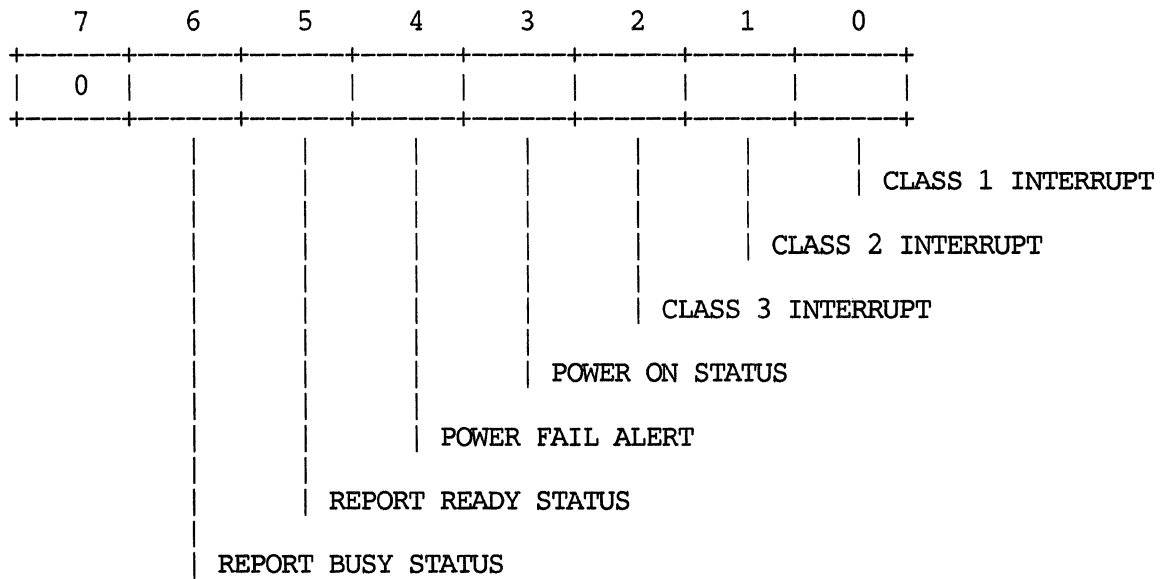 7 6 5 4 3 2 1 0
0
CLASS 1 INTERRUPT
CLASS 2 INTERRUPT
CLASS 3 INTERRUPT
POWER ON STATUS
POWER FAIL ALERT
REPORT READY STATUS
REPORT BUSY STATUS